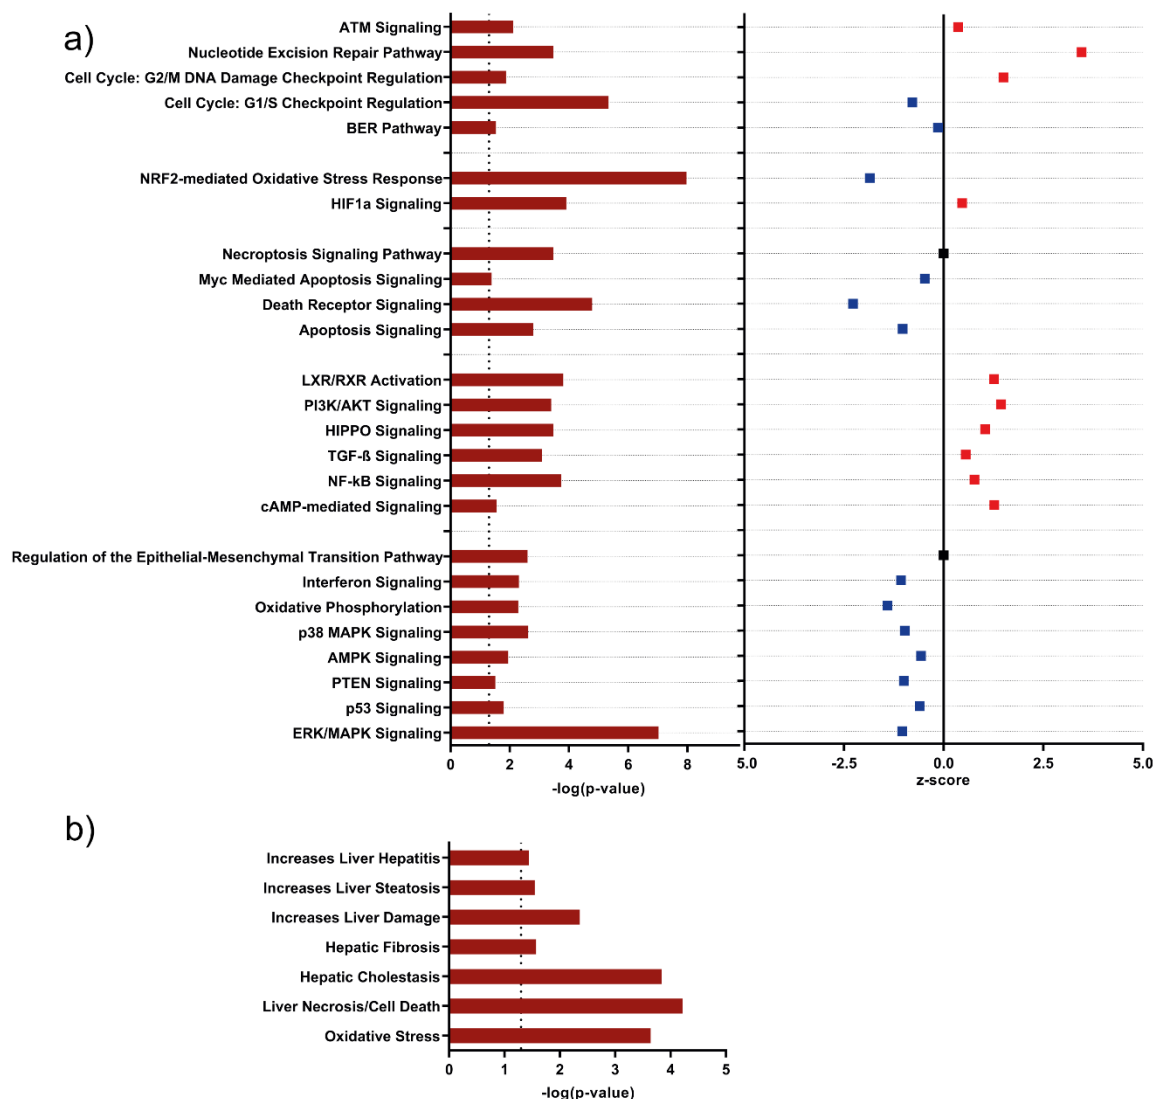 a)
ATM Signaling
Nucleotide Excision Repair Pathway
Cell Cycle: G2/M DNA Damage Checkpoint Regulation
Cell Cycle: G1/S Checkpoint Regulation
BER Pathway
NRF2-mediated Oxidative Stress Response
HIF1a Signaling
Necroptosis Signaling Pathway
Myc Mediated Apoptosis Signaling
Death Receptor Signaling
Apoptosis Signaling
LXR/RXR Activation
PI3K/AKT Signaling
HIPPO Signaling
TGF-ß Signaling
NF-kB Signaling
cAMP-mediated Signaling
Regulation of the Epithelial-Mesenchymal Transition Pathway
Interferon Signaling
Oxidative Phosphorylation
p38 MAPK Signaling
AMPK Signaling
PTEN Signaling
p53 Signaling
ERK/MAPK Signaling
0 2 4 6 8
-log(p-value)
5.0 -2.5 0.0 2.5 5.0
z-score
b)
Increases Liver Hepatitis
Increases Liver Steatosis
Increases Liver Damage
Hepatic Fibrosis
Hepatic Cholestasis
Liver Necrosis/Cell Death
Oxidative Stress
0 1 2 3 4 5
-log(p-value)